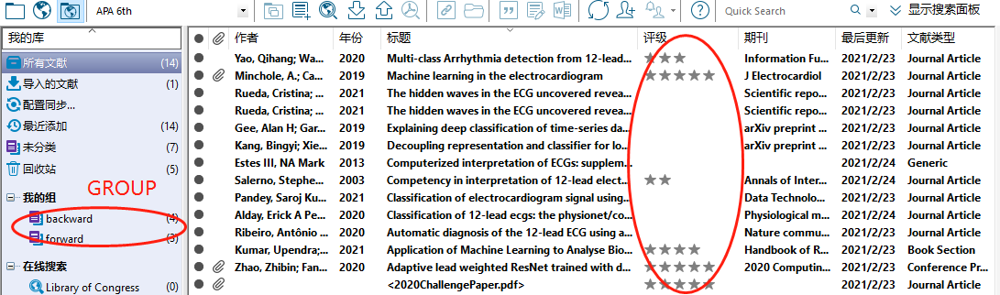 APA 6th
Quick Search
显示搜索面板
我的库
作者 年份 标题 评级 期刊 最后更新 文献类型
所有文献 (14)
导入的文献 (1)
配置同步...
最近添加 (14)
未分类 (7)
回收站 (5)
我的组
GROUP
backward (4)
forward (3)
在线搜索
Library of Congress (0)
Yao, Qihang; Wa... 2020 Multi-class Arrhythmia detection from 12-lead... Information Fu... 2021/2/23 Journal Article
Minchole, A.; Ca... 2019 Machine learning in the electrocardiogram J Electrocardiol 2021/2/23 Journal Article
Rueda, Cristina; ... 2021 The hidden waves in the ECG uncovered revea... Scientific repo... 2021/2/23 Journal Article
Rueda, Cristina; ... 2021 The hidden waves in the ECG uncovered revea... Scientific repo... 2021/2/23 Journal Article
Gee, Alan H; Gar... 2019 Explaining deep classification of time-series da... arXiv preprint ... 2021/2/23 Journal Article
Kang, Bingyi; Xie... 2019 Decoupling representation and classifier for lo... arXiv preprint ... 2021/2/23 Journal Article
Estes III, NA Mark 2013 Computerized interpretation of ECGs: supplem... 2021/2/24 Generic
Salerno, Stephe... 2003 Competency in interpretation of 12-lead elect... Annals of Inter... 2021/2/24 Journal Article
Pandey, Saroj Ku... 2021 Classification of electrocardiogram signal using... Data Technolo... 2021/2/23 Journal Article
Alday, Erick A Pe... 2020 Classification of 12-lead ecgs: the physionet/co... Physiological m... 2021/2/24 Journal Article
Ribeiro, Antônio ... 2020 Automatic diagnosis of the 12-lead ECG using a... Nature commu... 2021/2/23 Journal Article
Kumar, Upendra;... 2021 Application of Machine Learning to Analyse Bio... Handbook of R... 2021/2/23 Book Section
Zhao, Zhibin; Fan... 2020 Adaptive lead weighted ResNet trained with d... 2020 Computin... 2021/2/23 Conference Pr...
<2020ChallengePaper.pdf> 2021/2/23 Journal Article